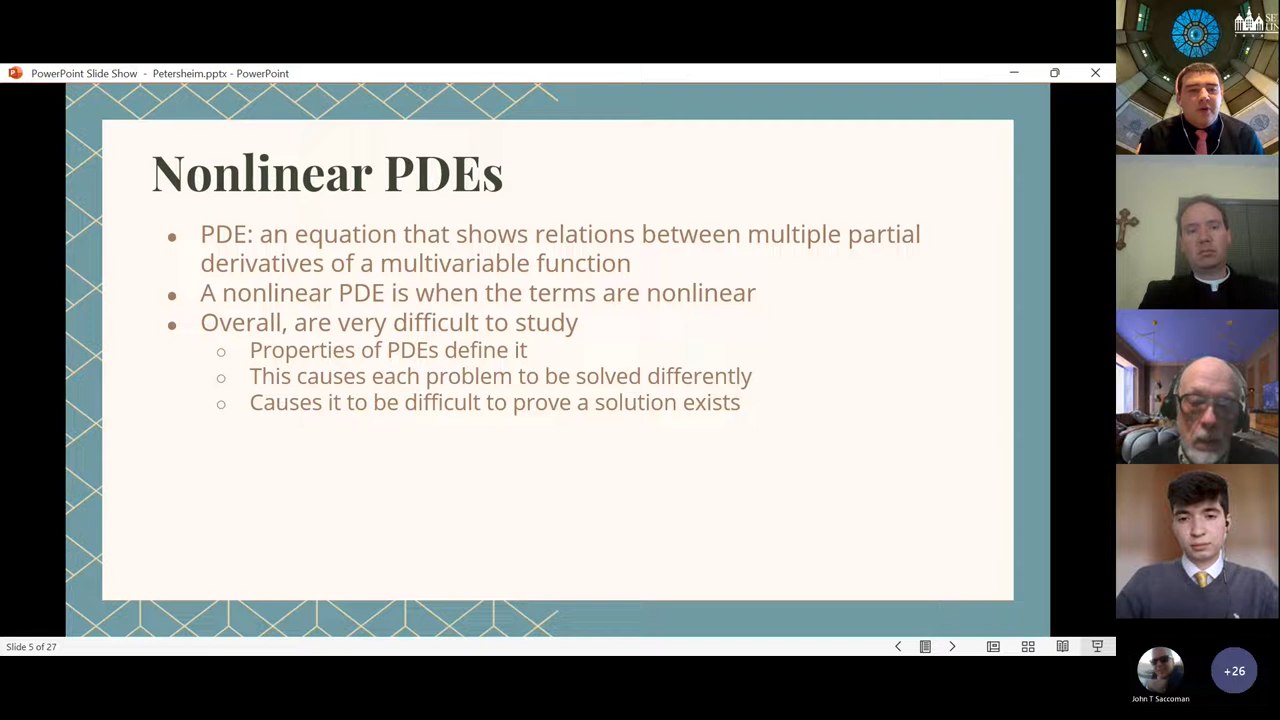 PowerPoint Slide Show - Petersheim.pptx - PowerPoint
Nonlinear PDEs
PDE: an equation that shows relations between multiple partial
derivatives of a multivariable function
A nonlinear PDE is when the terms are nonlinear
Overall, are very difficult to study
Properties of PDEs define it
This causes each problem to be solved differently
Causes it to be difficult to prove a solution exists
Slide 5 of 27
John T Saccoman
+26